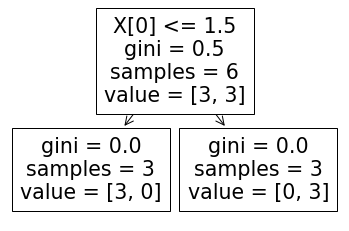 X[0] <= 1.5
gini = 0.5
samples = 6
value = [3, 3]
gini = 0.0
samples = 3
value = [3, 0]
gini = 0.0
samples = 3
value = [0, 3]